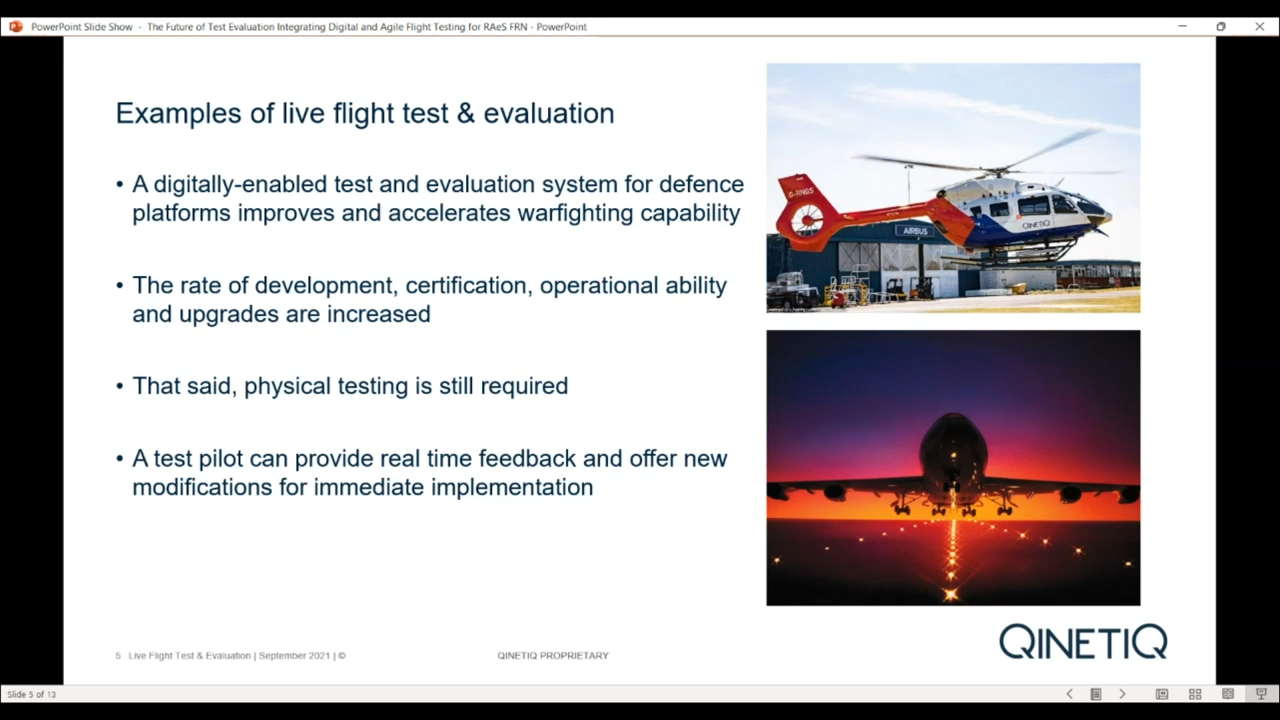 PowerPoint Slide Show - The Future of Test Evaluation Integrating Digital and Agile Flight Testing for RAeS FRN - PowerPoint
Examples of live flight test & evaluation
• A digitally-enabled test and evaluation system for defence
platforms improves and accelerates warfighting capability
• The rate of development, certification, operational ability
and upgrades are increased
• That said, physical testing is still required
• A test pilot can provide real time feedback and offer new
modifications for immediate implementation
G-RNGS
AIRBUS
QINETIQ
QINETIQ
5 Live Flight Test & Evaluation | September 2021 | ©
QINETIQ PROPRIETARY
Slide 5 of 13